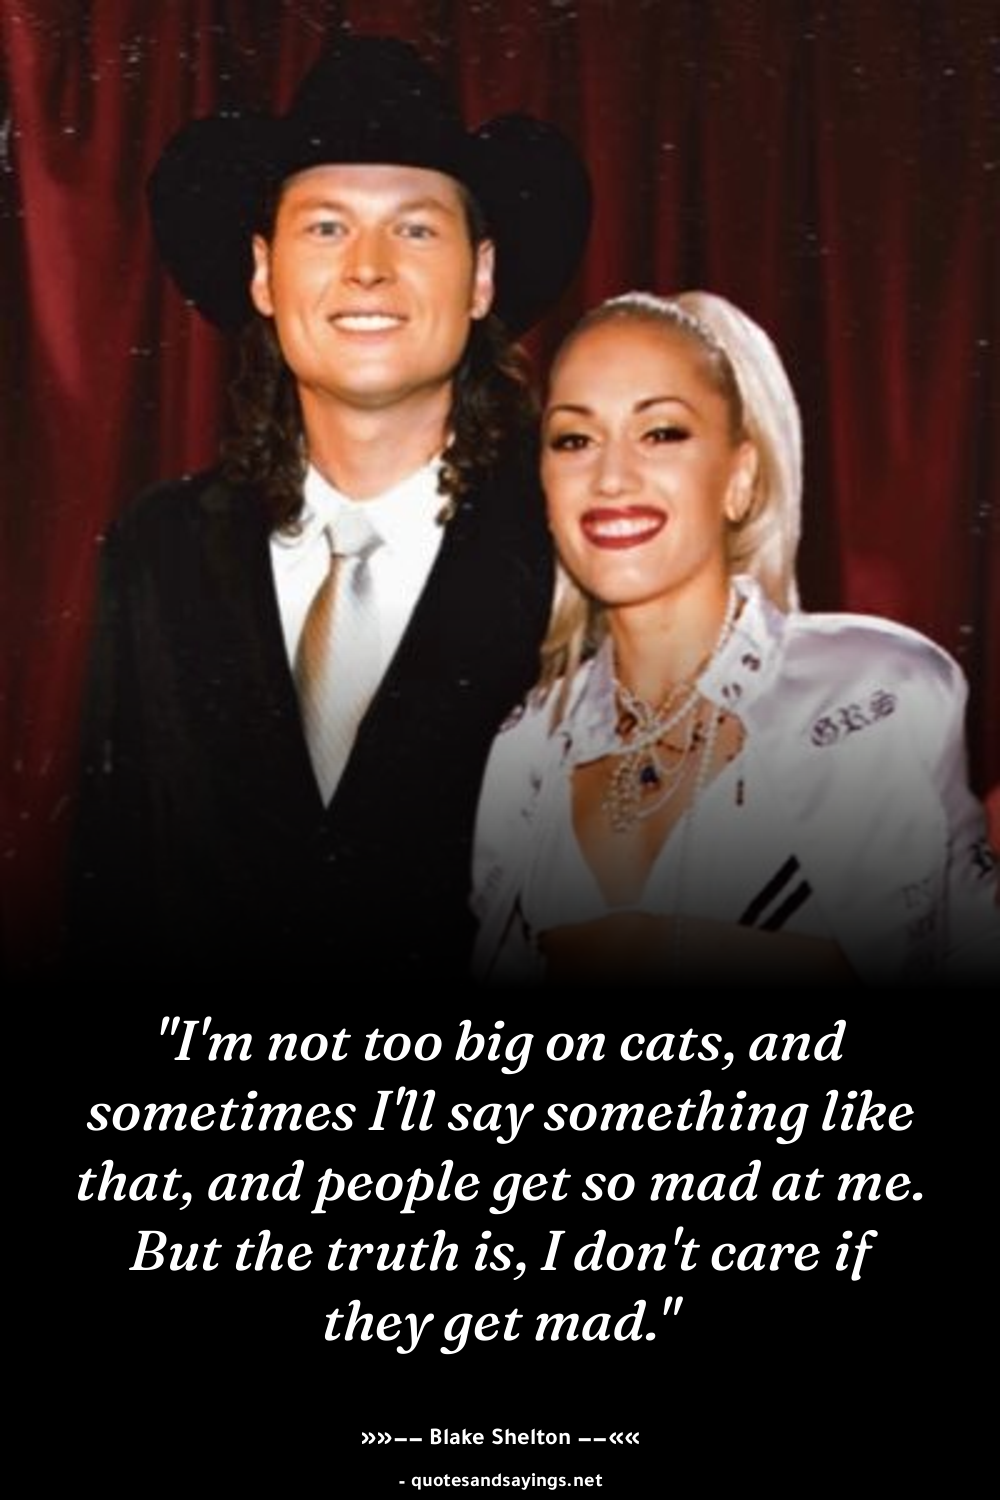 GRS
"I'm not too big on cats, and
sometimes I'll say something like
that, and people get so mad at me.
But the truth is, I don't care if
they get mad."
»»–– Blake Shelton ––««
- quotesandsayings.net